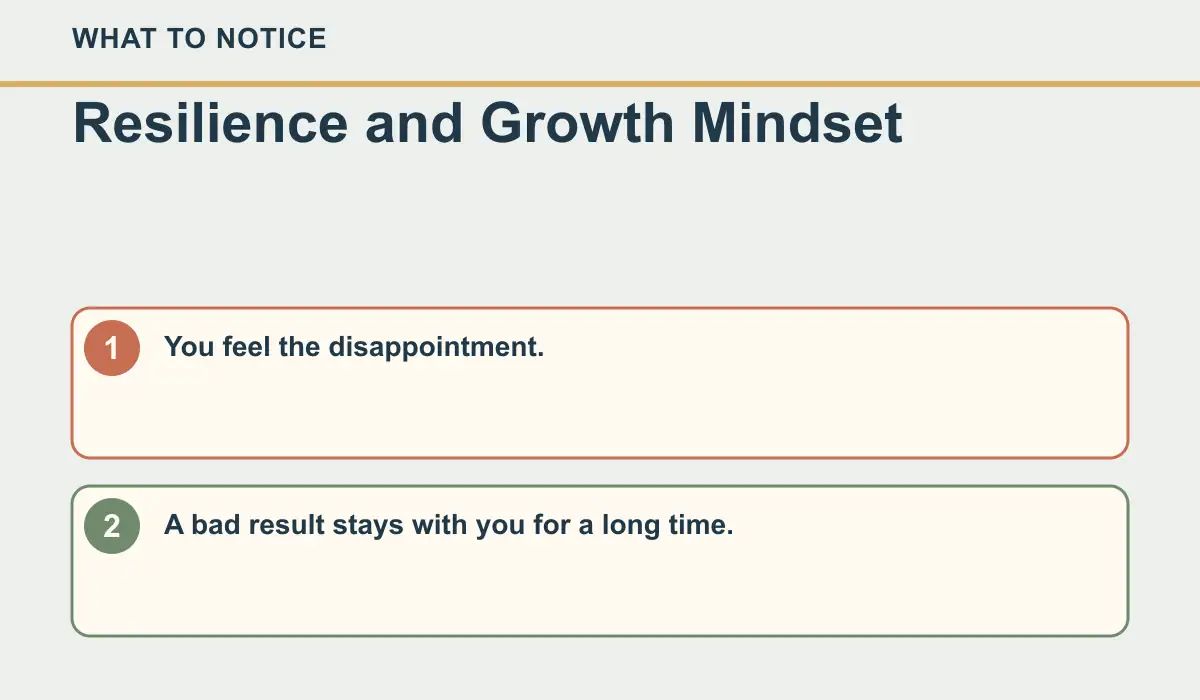 WHAT TO NOTICE
Resilience and Growth Mindset
1
You feel the disappointment.
2
A bad result stays with you for a long time.